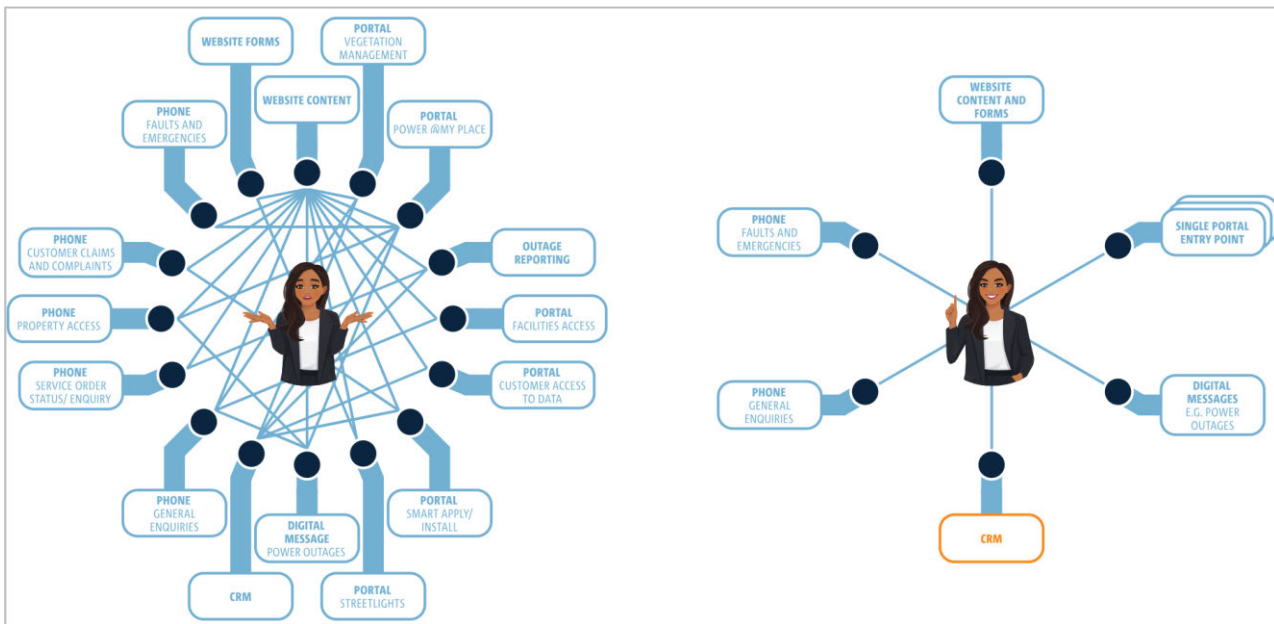 WEBSITE FORMS
PORTAL
VEGETATION
MANAGEMENT
WEBSITE CONTENT
PHONE
FAULTS AND
EMERGENCIES
PORTAL
POWER @MY PLACE
PHONE
CUSTOMER CLAIMS
AND COMPLAINTS
OUTAGE
REPORTING
PHONE
PROPERTY ACCESS
PORTAL
FACILITIES ACCESS
PHONE
SERVICE ORDER
STATUS/ ENQUIRY
PORTAL
CUSTOMER ACCESS
TO DATA
PHONE
GENERAL
ENQUIRIES
PORTAL
SMART APPLY/
INSTALL
DIGITAL
MESSAGE
POWER OUTAGES
CRM
PORTAL
STREETLIGHTS
WEBSITE
CONTENT AND
FORMS
PHONE
FAULTS AND
EMERGENCIES
SINGLE PORTAL
ENTRY POINT
PHONE
GENERAL
ENQUIRIES
DIGITAL
MESSAGES
E.G. POWER
OUTAGES
CRM